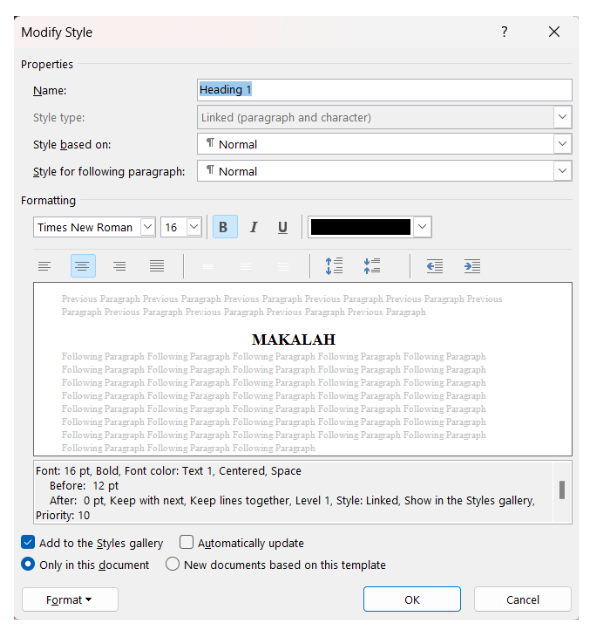 Modify Style ?
Properties
Name: Heading 1
Style type: Linked (paragraph and character)
Style based on: ¶ Normal
Style for following paragraph: ¶ Normal
Formatting
Times New Roman 16 B I U
Previous Paragraph Previous Paragraph Previous Paragraph Previous Paragraph Previous Paragraph Previous
Paragraph Previous Paragraph Previous Paragraph Previous Paragraph Previous Paragraph
MAKALAH
Following Paragraph Following Paragraph Following Paragraph Following Paragraph Following Paragraph
Following Paragraph Following Paragraph Following Paragraph Following Paragraph Following Paragraph
Following Paragraph Following Paragraph Following Paragraph Following Paragraph Following Paragraph
Following Paragraph Following Paragraph Following Paragraph Following Paragraph Following Paragraph
Following Paragraph Following Paragraph Following Paragraph Following Paragraph Following Paragraph
Following Paragraph Following Paragraph Following Paragraph Following Paragraph Following Paragraph
Following Paragraph Following Paragraph Following Paragraph Following Paragraph Following Paragraph
Following Paragraph Following Paragraph Following Paragraph
Font: 16 pt, Bold, Font color: Text 1, Centered, Space
Before: 12 pt
After: 0 pt, Keep with next, Keep lines together, Level 1, Style: Linked, Show in the Styles gallery,
Priority: 10
Add to the Styles gallery Automatically update
Only in this document New documents based on this template
Format OK Cancel